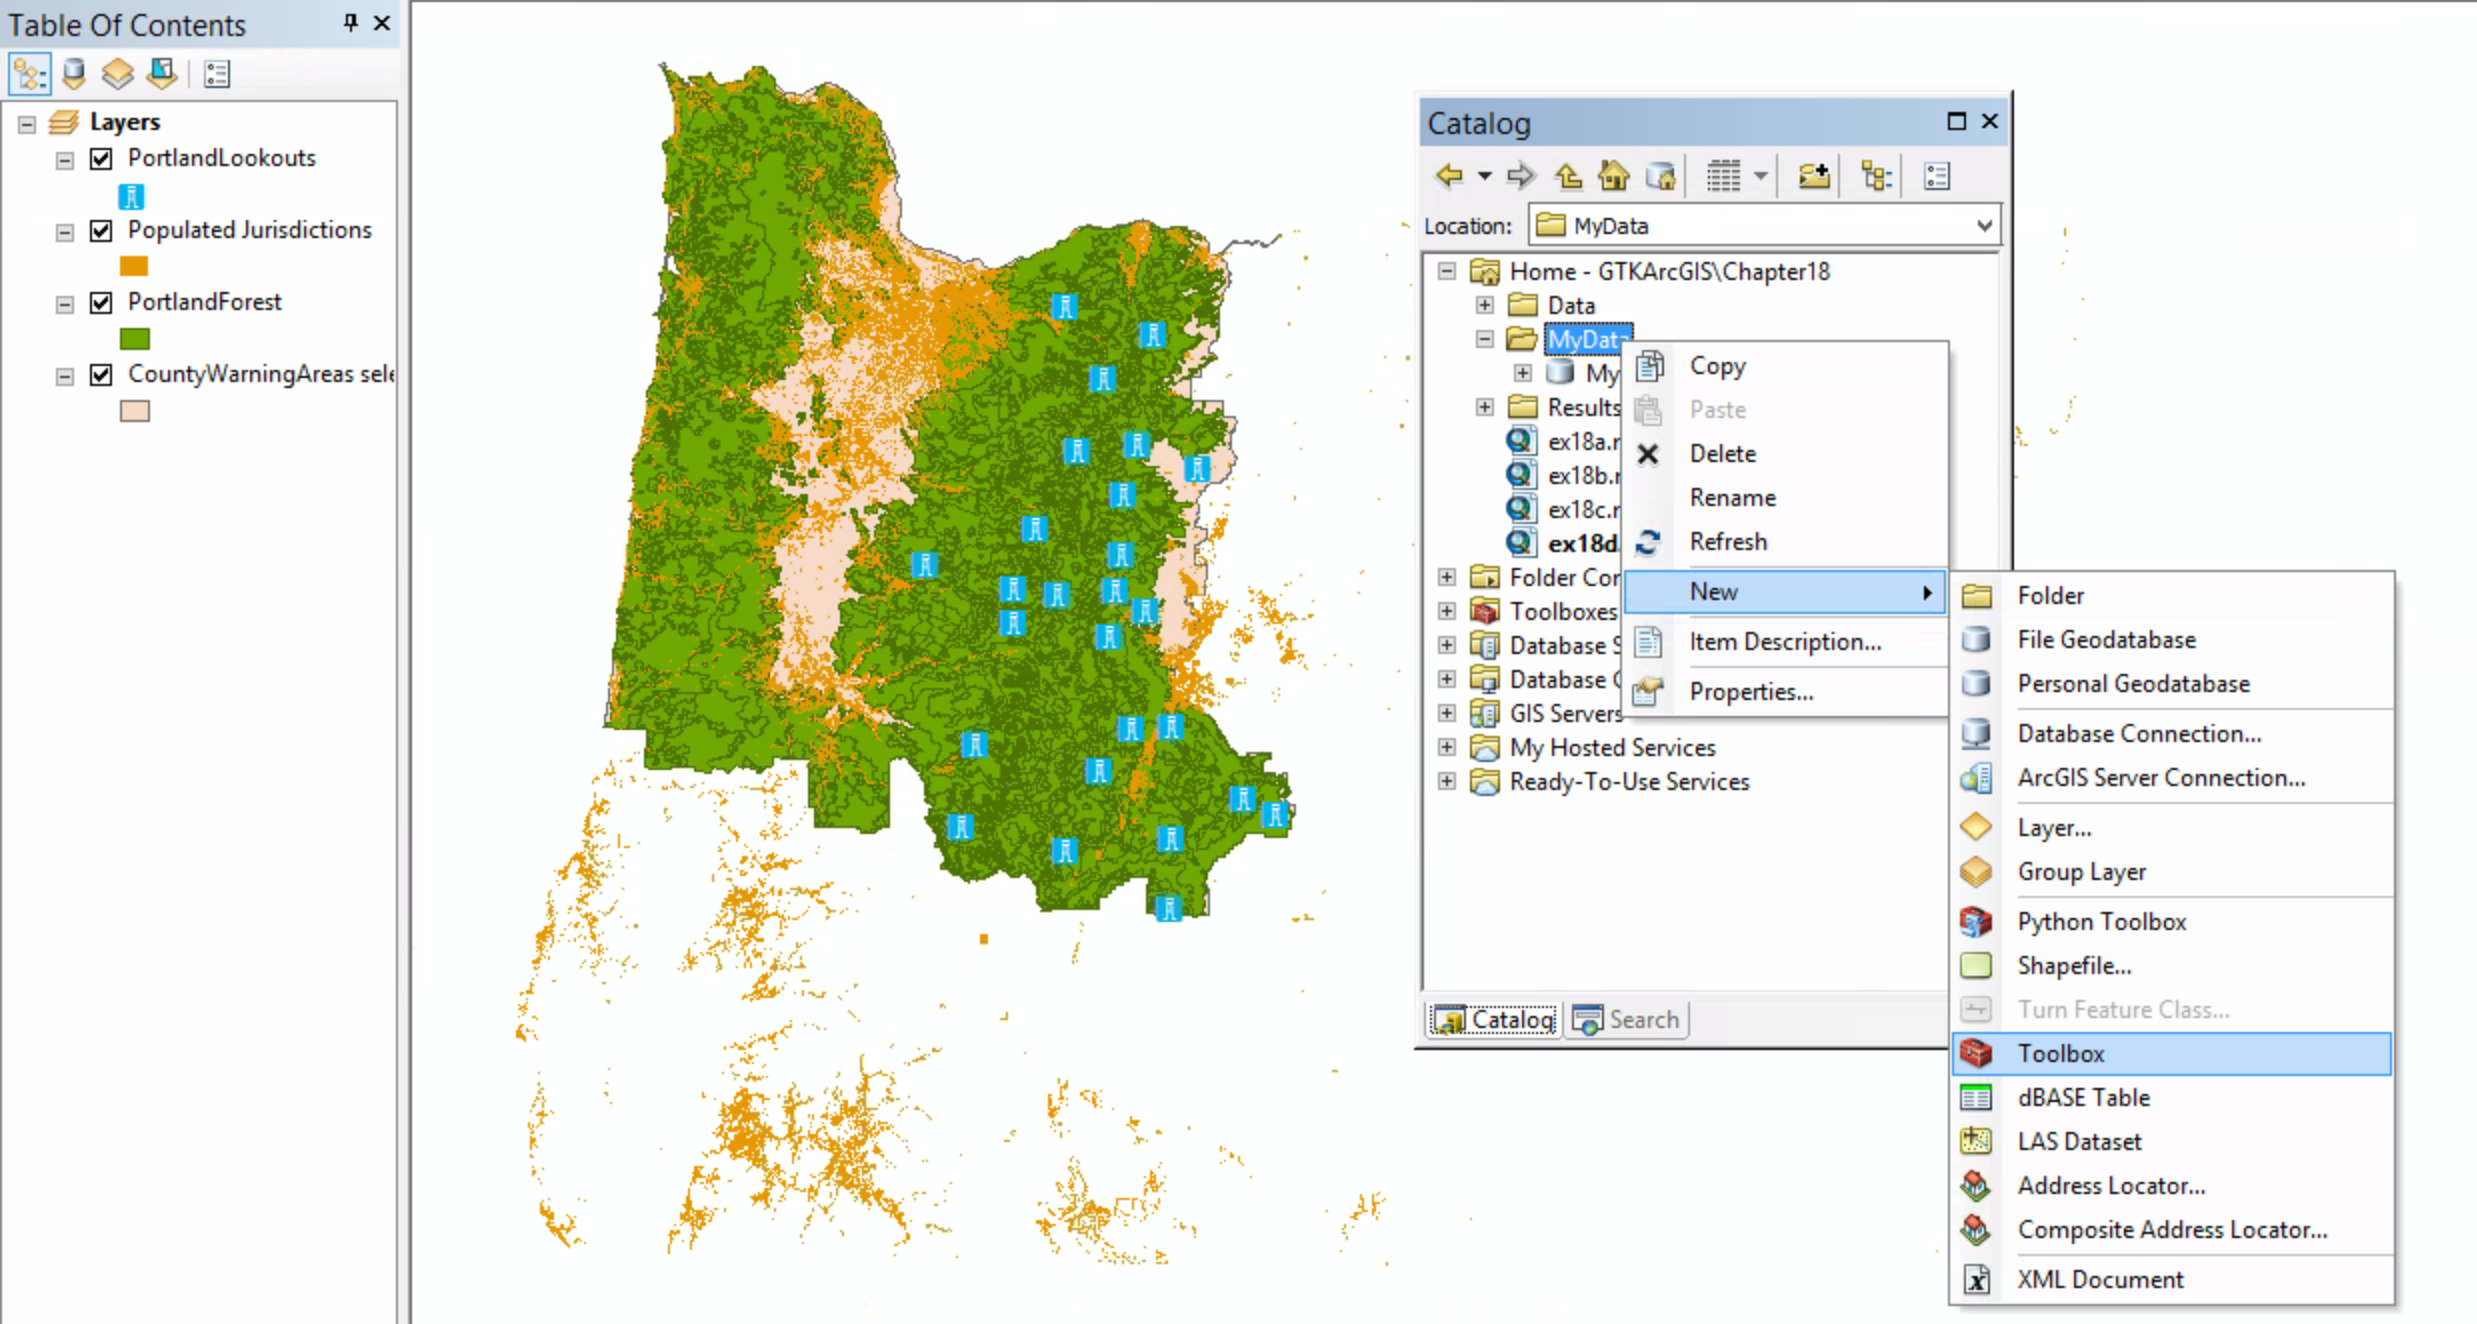 Table Of Contents
Layers
PortlandLookouts
Populated Jurisdictions
PortlandForest
CountyWarningAreas sele
Catalog
Location: MyData
Home - GTKArcGIS\Chapter18
Data
MyData
My
Results
ex18a.r
ex18b.r
ex18c.r
ex18d.
Folder Cor
Toolboxes
Database S
Database C
GIS Servers
My Hosted Services
Ready-To-Use Services
Catalog
Search
Copy
Paste
Delete
Rename
Refresh
New
Item Description...
Properties...
Folder
File Geodatabase
Personal Geodatabase
Database Connection...
ArcGIS Server Connection...
Layer...
Group Layer
Python Toolbox
Shapefile...
Turn Feature Class...
Toolbox
dBASE Table
LAS Dataset
Address Locator...
Composite Address Locator...
XML Document